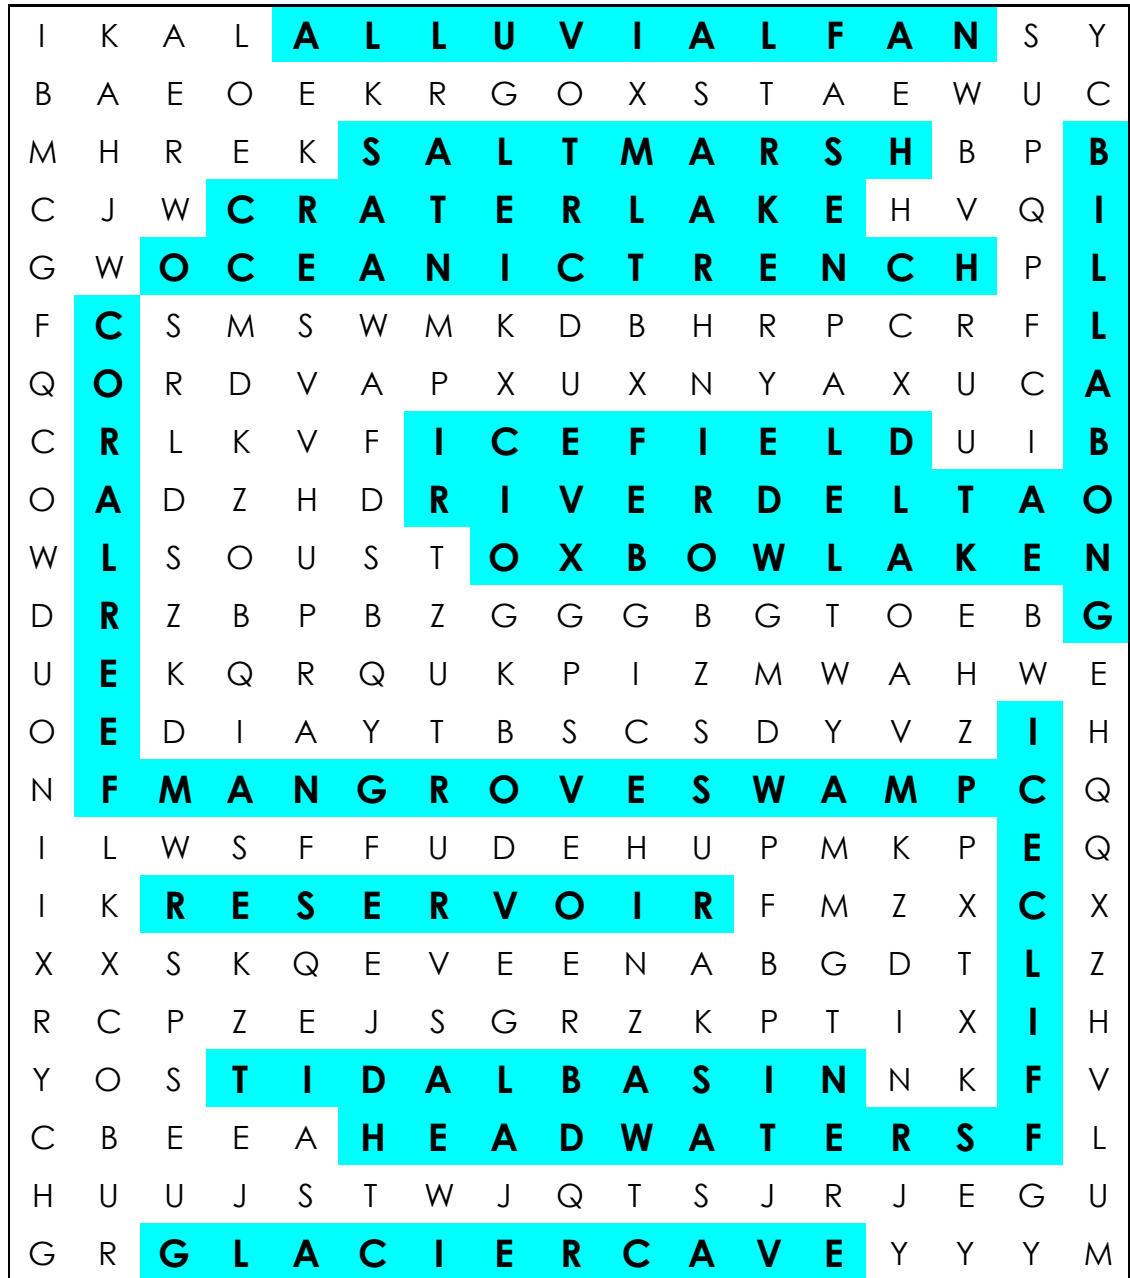 I K A L A L L U V I A L F A N S Y
B A E O E K R G O X S T A E W U C
M H R E K S A L T M A R S H B P B
C J W C R A T E R L A K E H V Q I
G W O C E A N I C T R E N C H P L
F C S M S W M K D B H R P C R F L
Q O R D V A P X U X N Y A X U C A
C R L K V F I C E F I E L D U I B
O A D Z H D R I V E R D E L T A O
W L S O U S T O X B O W L A K E N
D R Z B P B Z G G G B G T O E B G
U E K Q R Q U K P I Z M W A H W E
O E D I A Y T B S C S D Y V Z I H
N F M A N G R O V E S W A M P C Q
I L W S F F U D E H U P M K P E Q
I K R E S E R V O I R F M Z X C X
X X S K Q E V E E N A B G D T L Z
R C P Z E J S G R Z K P T I X I H
Y O S T I D A L B A S I N N K F V
C B E E A H E A D W A T E R S F L
H U U J S T W J Q T S J R J E G U
G R G L A C I E R C A V E Y Y Y M